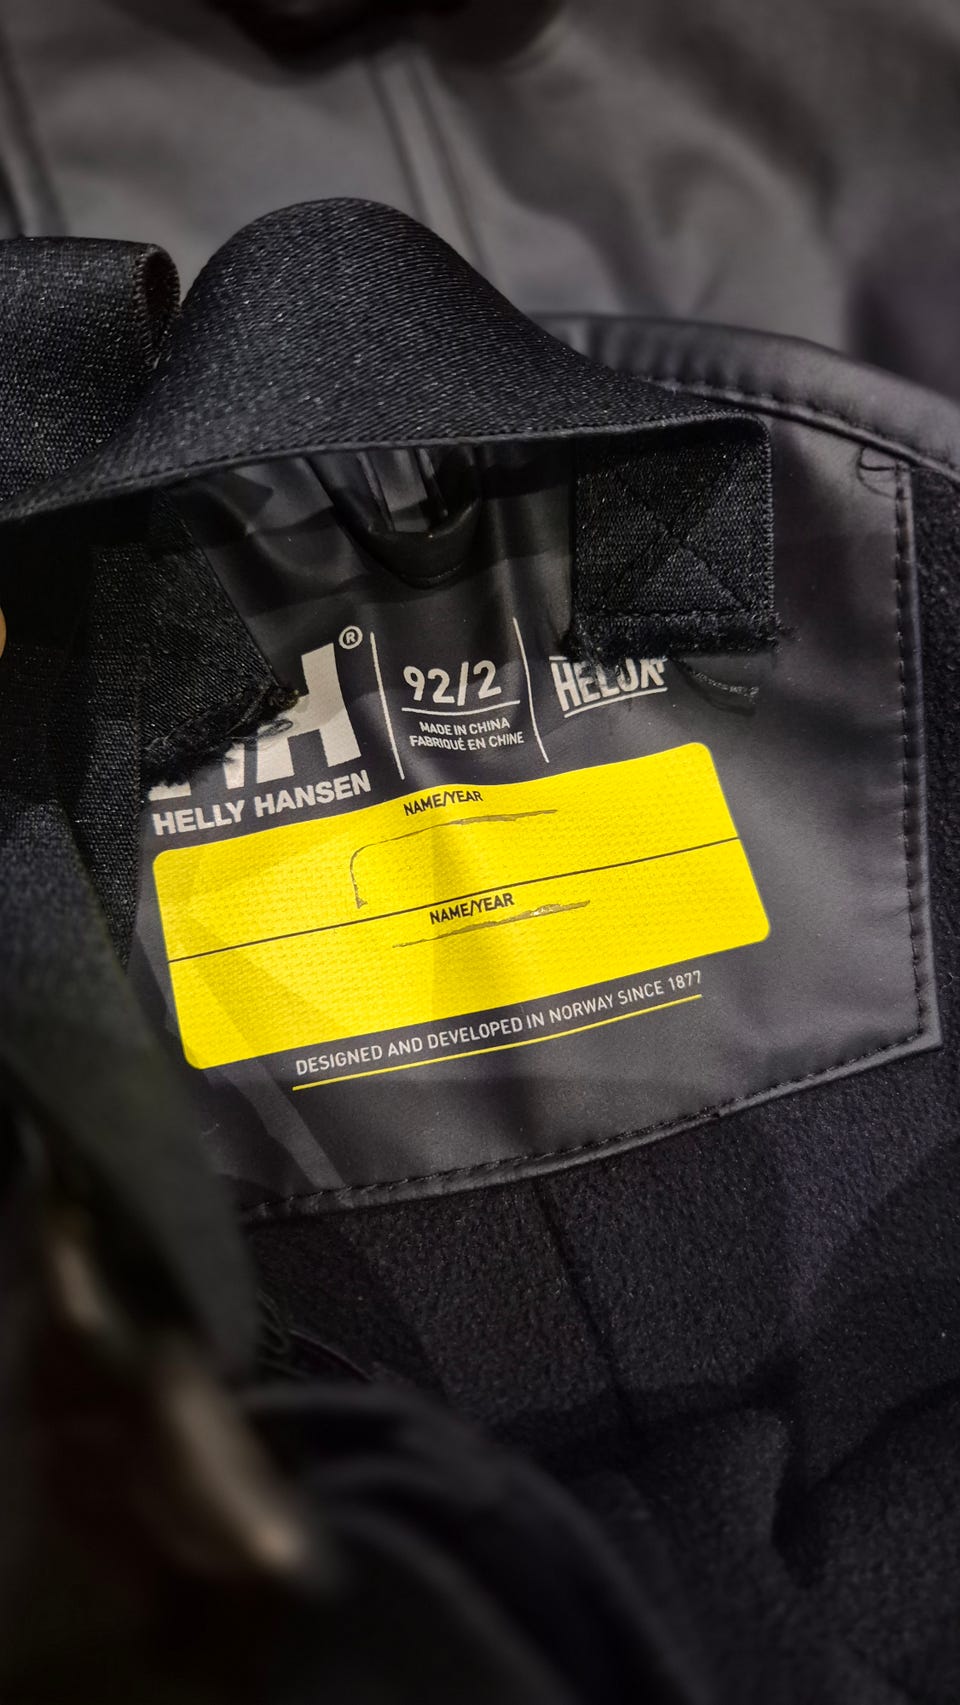 HH®
HELLY HANSEN
92/2
MADE IN CHINA
FABRIQUÉ EN CHINE
HELOX+
NAME/YEAR
NAME/YEAR
DESIGNED AND DEVELOPED IN NORWAY SINCE 1877